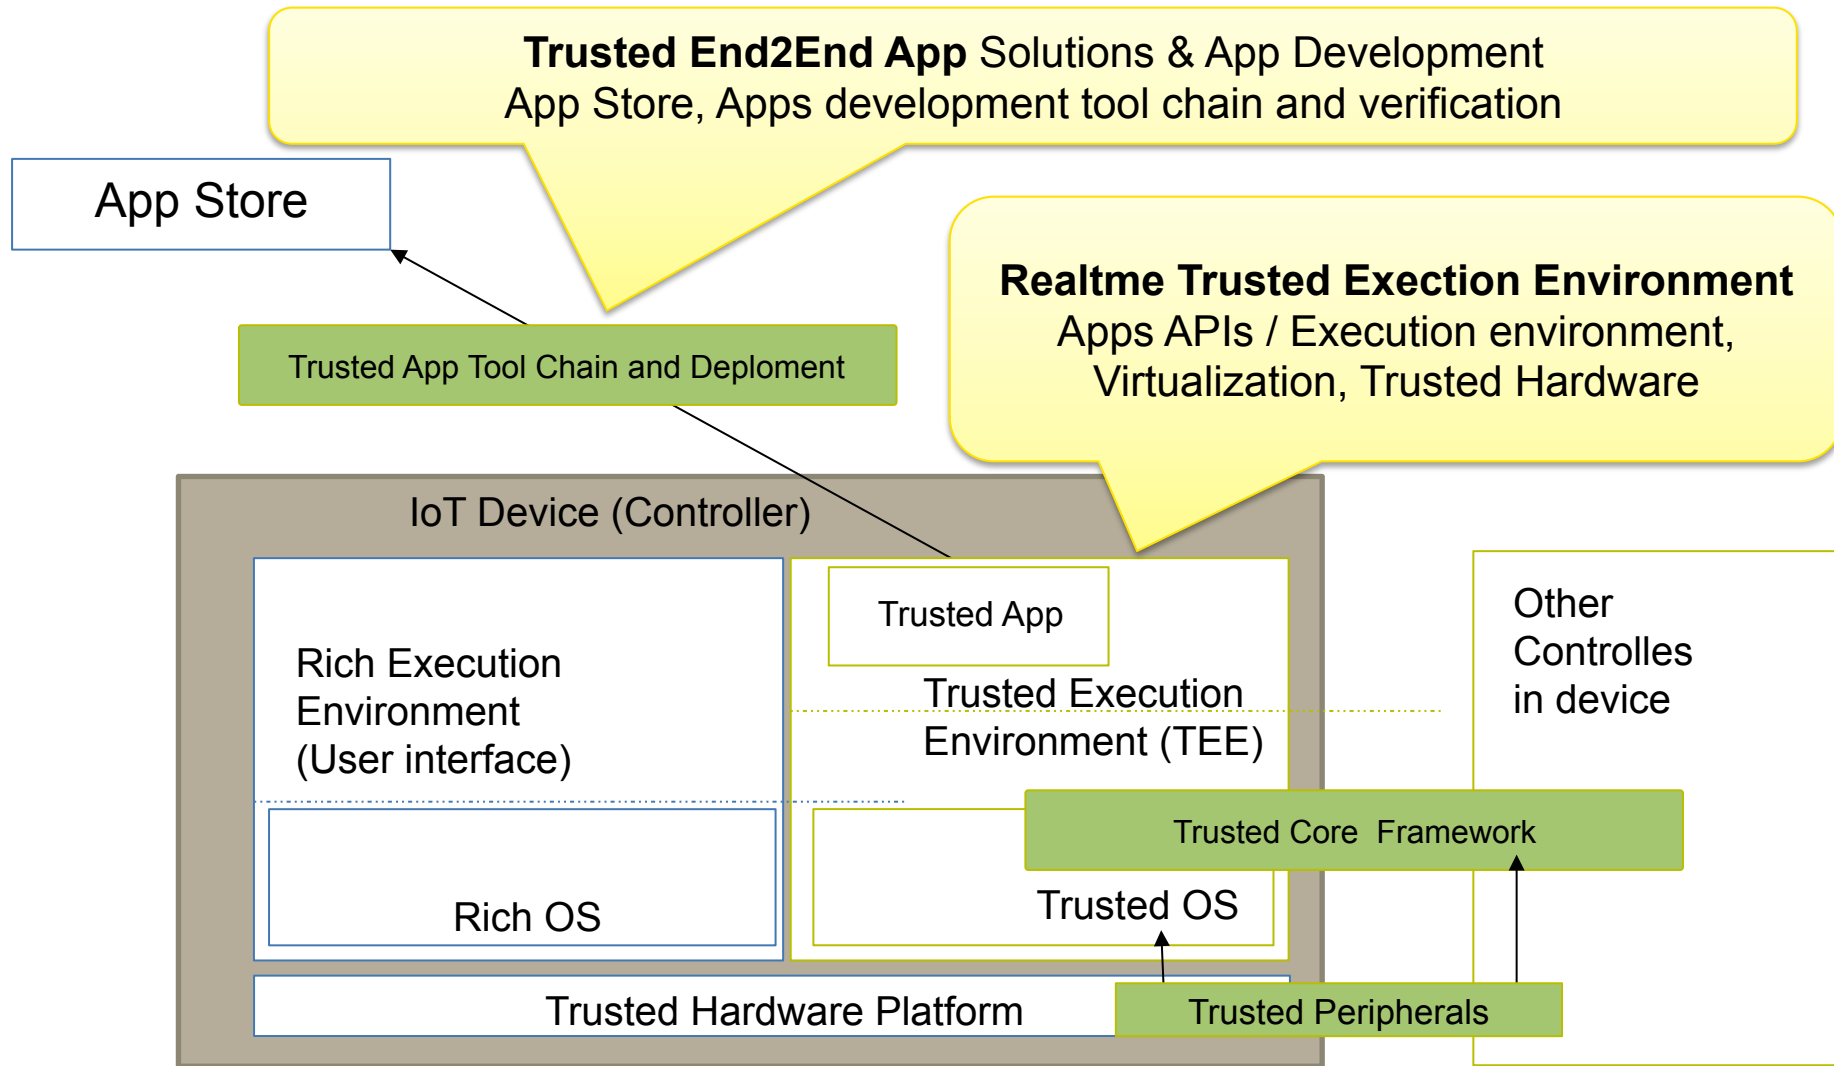 Trusted End2End App Solutions & App Development
App Store, Apps development tool chain and verification
App Store
Realtme Trusted Exection Environment
Apps APIs / Execution environment,
Virtualization, Trusted Hardware
Trusted App Tool Chain and Deploment
IoT Device (Controller)
Trusted App
Rich Execution
Environment
(User interface)
Trusted Execution
Environment (TEE)
Other
Controlles
in device
Trusted Core Framework
Rich OS
Trusted OS
Trusted Hardware Platform
Trusted Peripherals